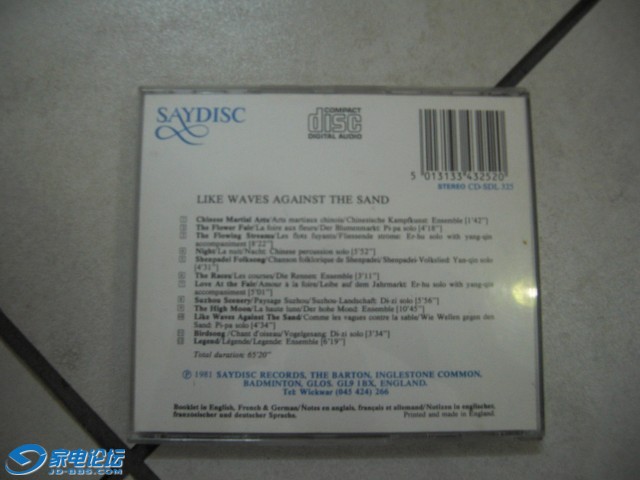 SAYDISC
COMPACT
disc
DIGITAL AUDIO
5 013133 432520
STEREO CD-SDL 325
LIKE WAVES AGAINST THE SAND
Chinese Martial Arts/Arts martiaux chinois/Chinesische Kampfkunst: Ensemble [1'42"]
The Flower Fair/La foire aux fleurs/Der Blumenmarkt: Pi-pa solo [4'18"]
The Flowing Streams/Les flots fuyants/Fliessende strome: Er-hu solo with yang-qin
accompaniment [8'22"]
Night/La nuit/Nacht: Chinese percussion solo [3'52"]
Shenpadei Folksong/Chanson folklorique de Shenpadei/Shenpadei-Volkslied: Yan-qin solo
[4'31"]
The Races/Les courses/Die Rennen: Ensemble [3'11"]
Love At the Fair/Amour a la foire/Leibe auf dem Jahrmarkt: Er-hu solo with yang-qin
accompaniment [5'01"]
Suzhou Scenery/Paysage Suzhou/Suzhou-Landschaft: Di-zi solo [5'56"]
The High Moon/La haute lune/Der hohe Mond: Ensemble [10'45"]
Like Waves Against The Sand/Comme les vagues contre la sable/Wie Wellen gegen den
Sand: Pi-pa solo [4'34"]
Birdsong/Chant d'oiseau/Vogelgesang: Di-zi solo [3'34"]
Legend/Légende/Legende: Ensemble [6'19"]
Total duration 65'20"
℗ 1981 SAYDISC RECORDS, THE BARTON, INGLESTONE COMMON,
BADMINTON, GLOS. GL9 1BX, ENGLAND.
Tel: Wickwar (045 424) 266
Booklet in English, French & German/Notes en anglais, français et allemand/Notizen in englischer,
französischer und deutscher Sprache.
Printed and made in England.
家电论坛
JD-BBS.COM